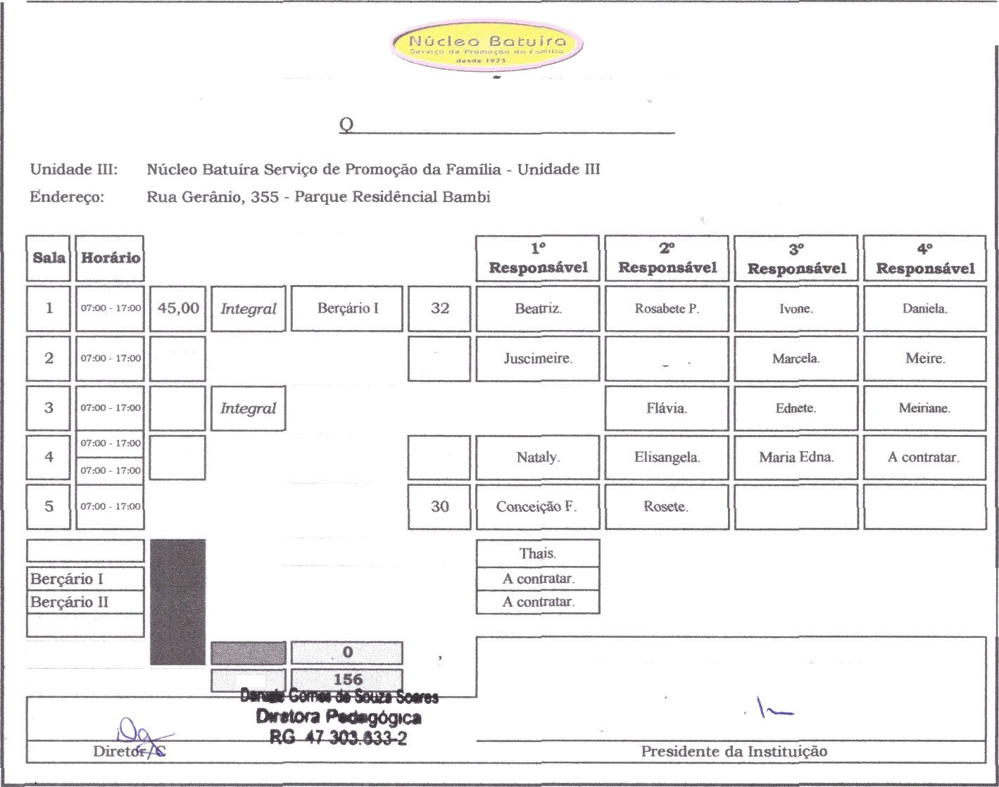 Núcleo Batuíra
Serviço de Promoção da Família
desde 1973
Q
Unidade III: Núcleo Batuíra Serviço de Promoção da Família - Unidade III
Endereço: Rua Gerânio, 355 - Parque Residêncial Bambi
Sala Horário 1º Responsável 2º Responsável 3º Responsável 4º Responsável
1 07:00 - 17:00 45,00 Integral Berçário I 32 Beatriz. Rosabete P. Ivone. Daniela.
2 07:00 - 17:00 Juscimeire. Marcela. Meire.
3 07:00 - 17:00 Integral Flávia. Ednete. Meiriane.
4 07:00 - 17:00 07:00 - 17:00 Nataly. Elisangela. Maria Edna. A contratar.
5 07:00 - 17:00 30 Conceição F. Rosete.
Thais.
Berçário I A contratar.
Berçário II A contratar.
0
156
Daniele Gomes de Souza Soares
Diretora Pedagógica
RG 47 303.633-2
Diretor/C Presidente da Instituição